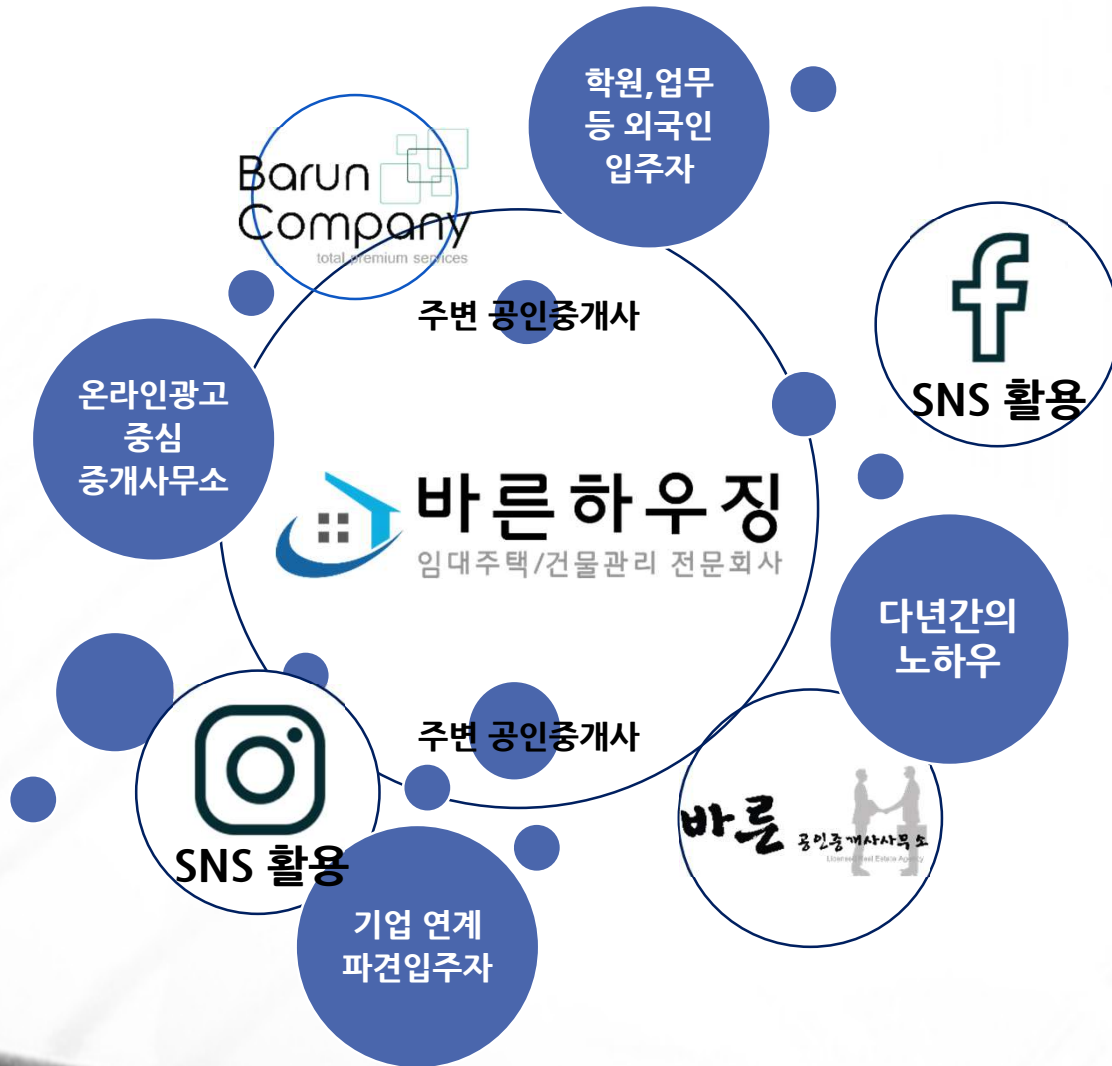 학원,업무
등 외국인
입주자
Barun
Company
total premium services
주변 공인중개사
SNS 활용
온라인광고
중심
중개사무소
바른하우징
임대주택/건물관리 전문회사
다년간의
노하우
주변 공인중개사
바른 공인중개사사무소
Licensed Real Estate Agency
SNS 활용
기업 연계
파견입주자